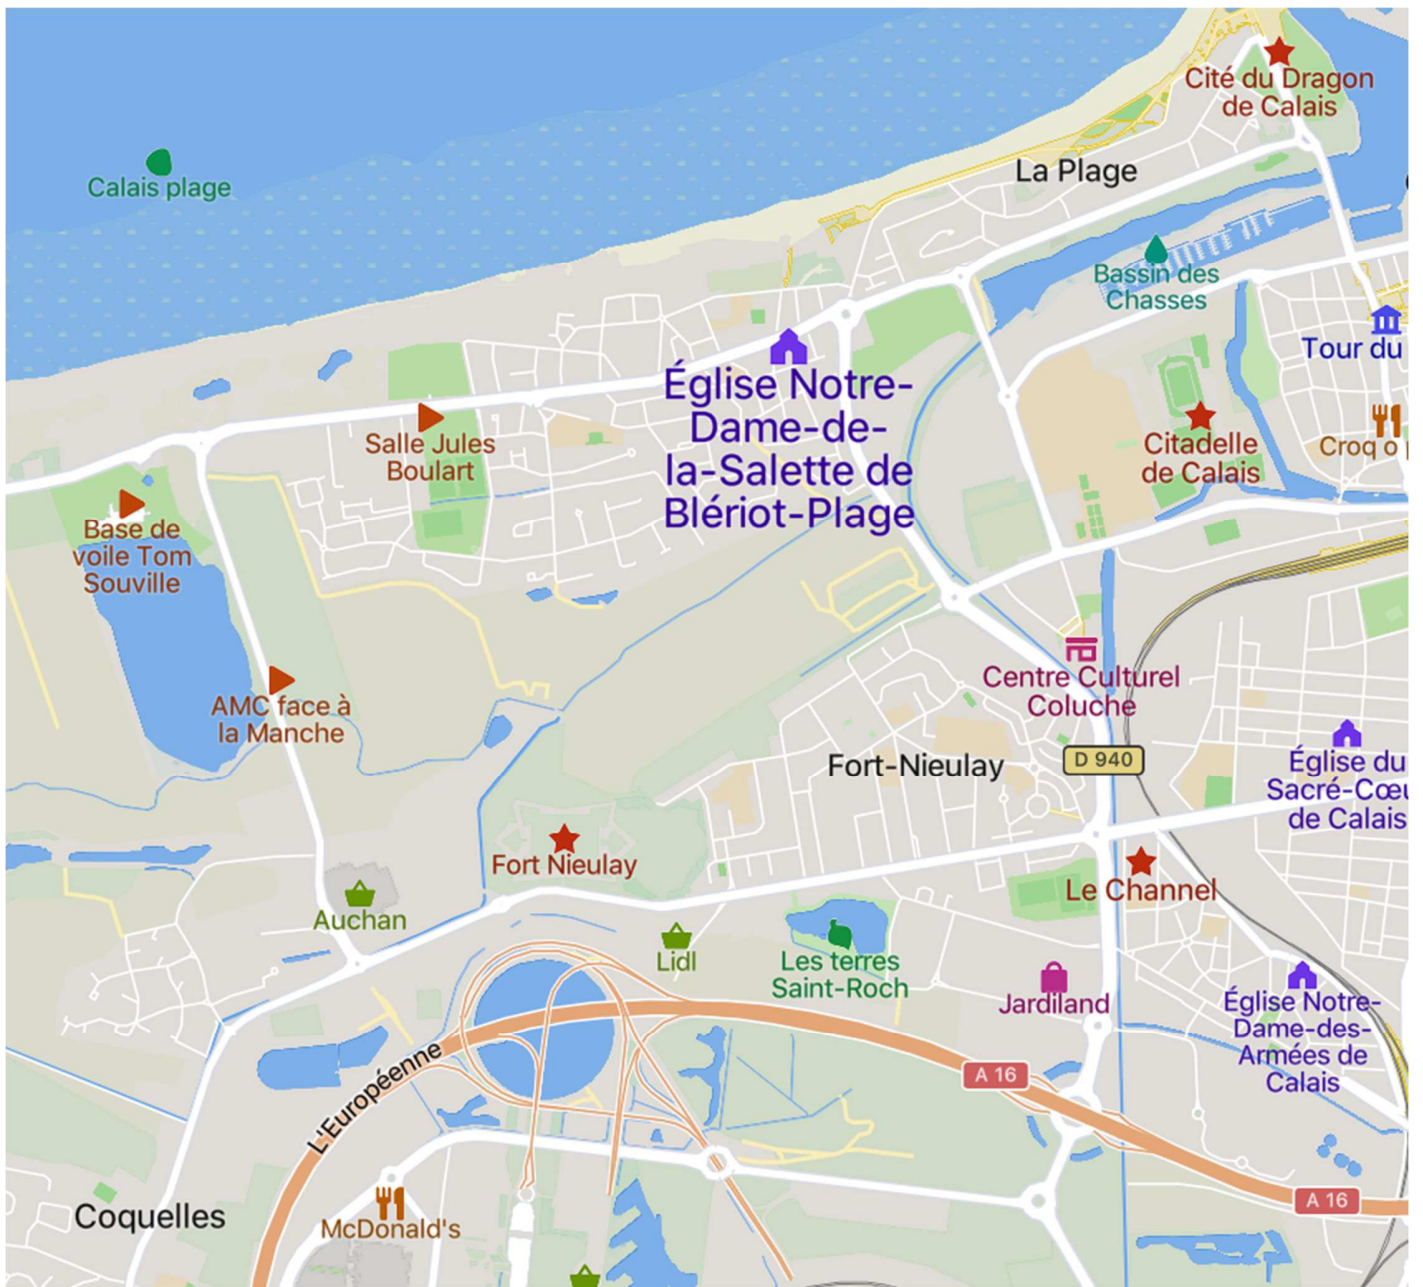 Cité du Dragon
de Calais
La Plage
Calais plage
Bassin des
Chasses
Tour du
Église Notre-
Dame-de-
la-Salette de
Blériot-Plage
Salle Jules
Boulart
Citadelle
de Calais
Croq o
Base de
voile Tom
Souville
Centre Culturel
Coluche
AMC face à
la Manche
Fort-Nieulay
D 940
Église du
Sacré-Cœu
de Calais
Fort Nieulay
Le Channel
Auchan
Lidl
Les terres
Saint-Roch
Jardiland
Église Notre-
Dame-des-
Armées de
Calais
L'Européenne
A 16
A 16
Coquelles
McDonald's